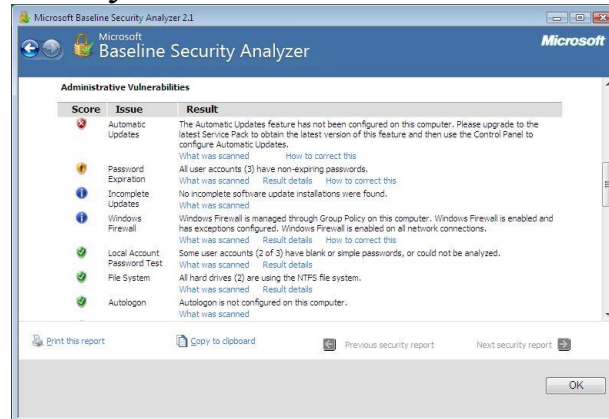 Microsoft Baseline Security Analyzer 2.1
Microsoft
Baseline Security Analyzer
Microsoft
Administrative Vulnerabilities
Score Issue Result
Automatic Updates The Automatic Updates feature has not been configured on this computer. Please upgrade to the
latest Service Pack to obtain the latest version of this feature and then use the Control Panel to
configure Automatic Updates.
What was scanned How to correct this
Password Expiration All user accounts (3) have non-expiring passwords.
What was scanned Result details How to correct this
Incomplete Updates No incomplete software update installations were found.
What was scanned
Windows Firewall Windows Firewall is managed through Group Policy on this computer. Windows Firewall is enabled and
has exceptions configured. Windows Firewall is enabled on all network connections.
What was scanned Result details How to correct this
Local Account Password Test Some user accounts (2 of 3) have blank or simple passwords, or could not be analyzed.
What was scanned Result details
File System All hard drives (2) are using the NTFS file system.
What was scanned Result details
Autologon Autologon is not configured on this computer.
What was scanned
Print this report Copy to clipboard Previous security report Next security report
OK